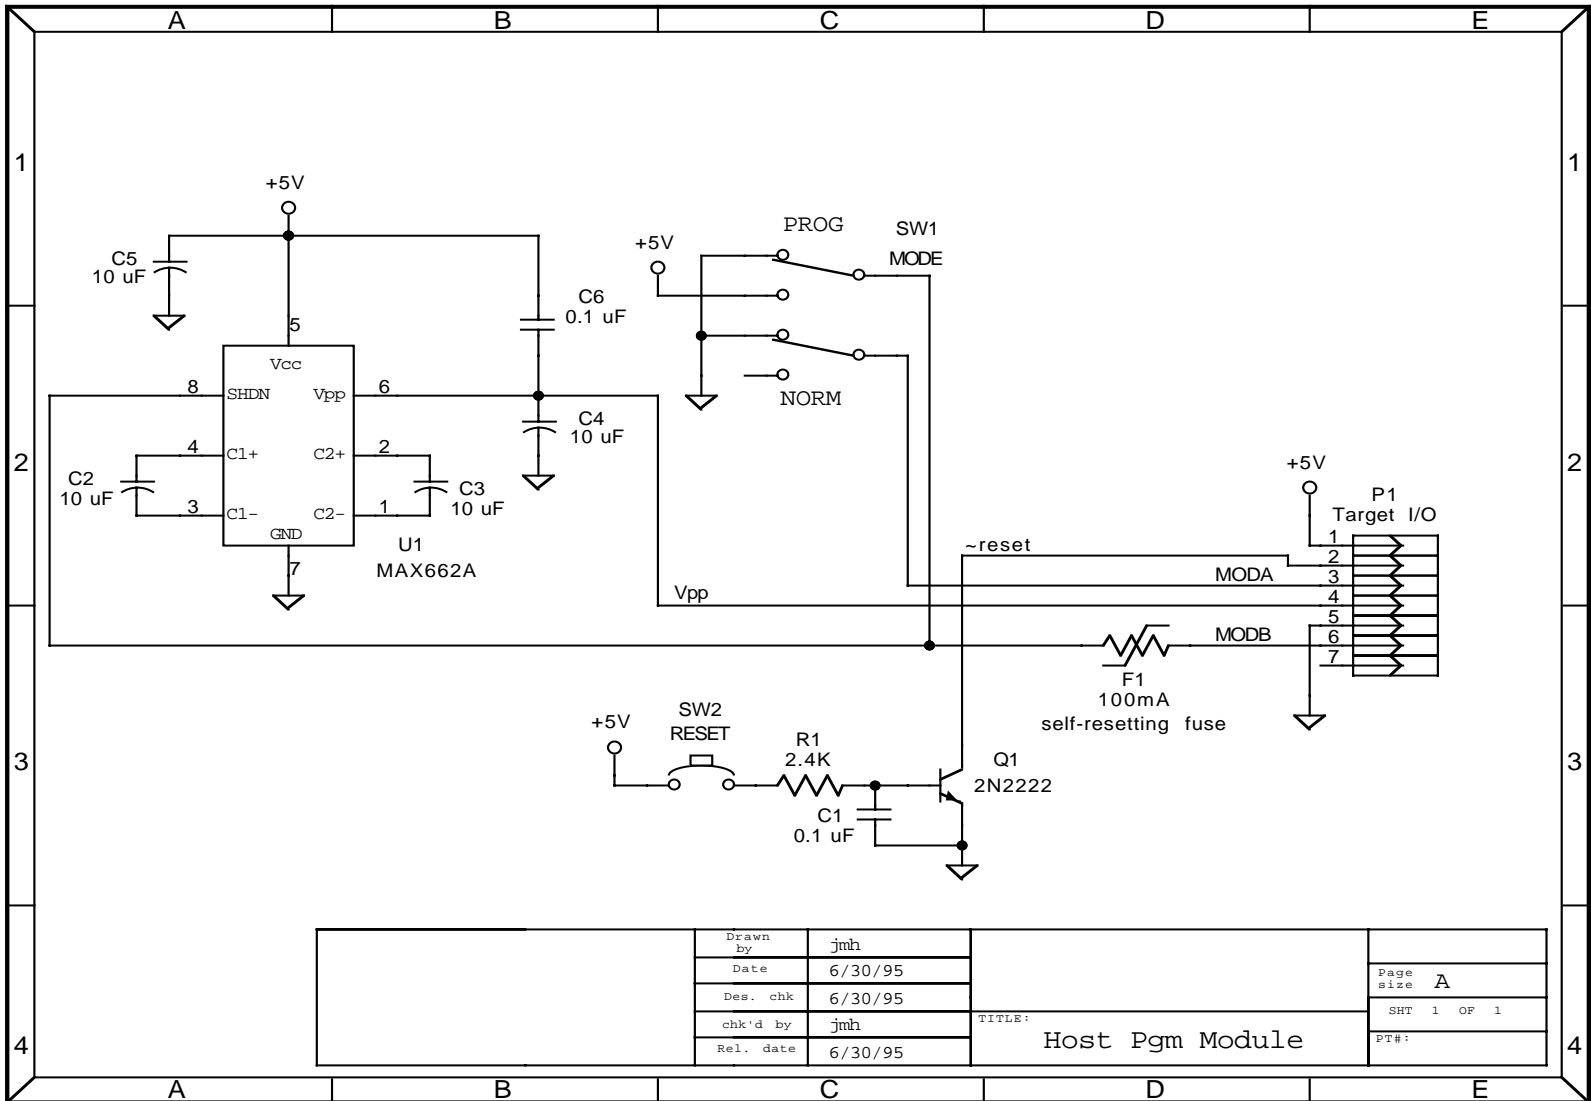 A B C D E
1 1
+5V
C5
10 uF
5
Vcc
8 SHDN Vpp 6
4 C1+ C2+ 2
3 C1- C2- 1
GND
7
C2
10 uF
C3
10 uF
U1
MAX662A
C6
0.1 uF
C4
10 uF
+5V
PROG
SW1
MODE
NORM
2 2
+5V
P1
Target I/O
1
2
3
4
5
6
7
~reset
MODA
Vpp
MODB
F1
100mA
self-resetting fuse
3 3
+5V
SW2
RESET
R1
2.4K
C1
0.1 uF
Q1
2N2222
4 4
Drawn by jmh
Date 6/30/95
Des. chk 6/30/95
chk'd by jmh
Rel. date 6/30/95
TITLE:
Host Pgm Module
Page size A
SHT 1 OF 1
PT#:
A B C D E